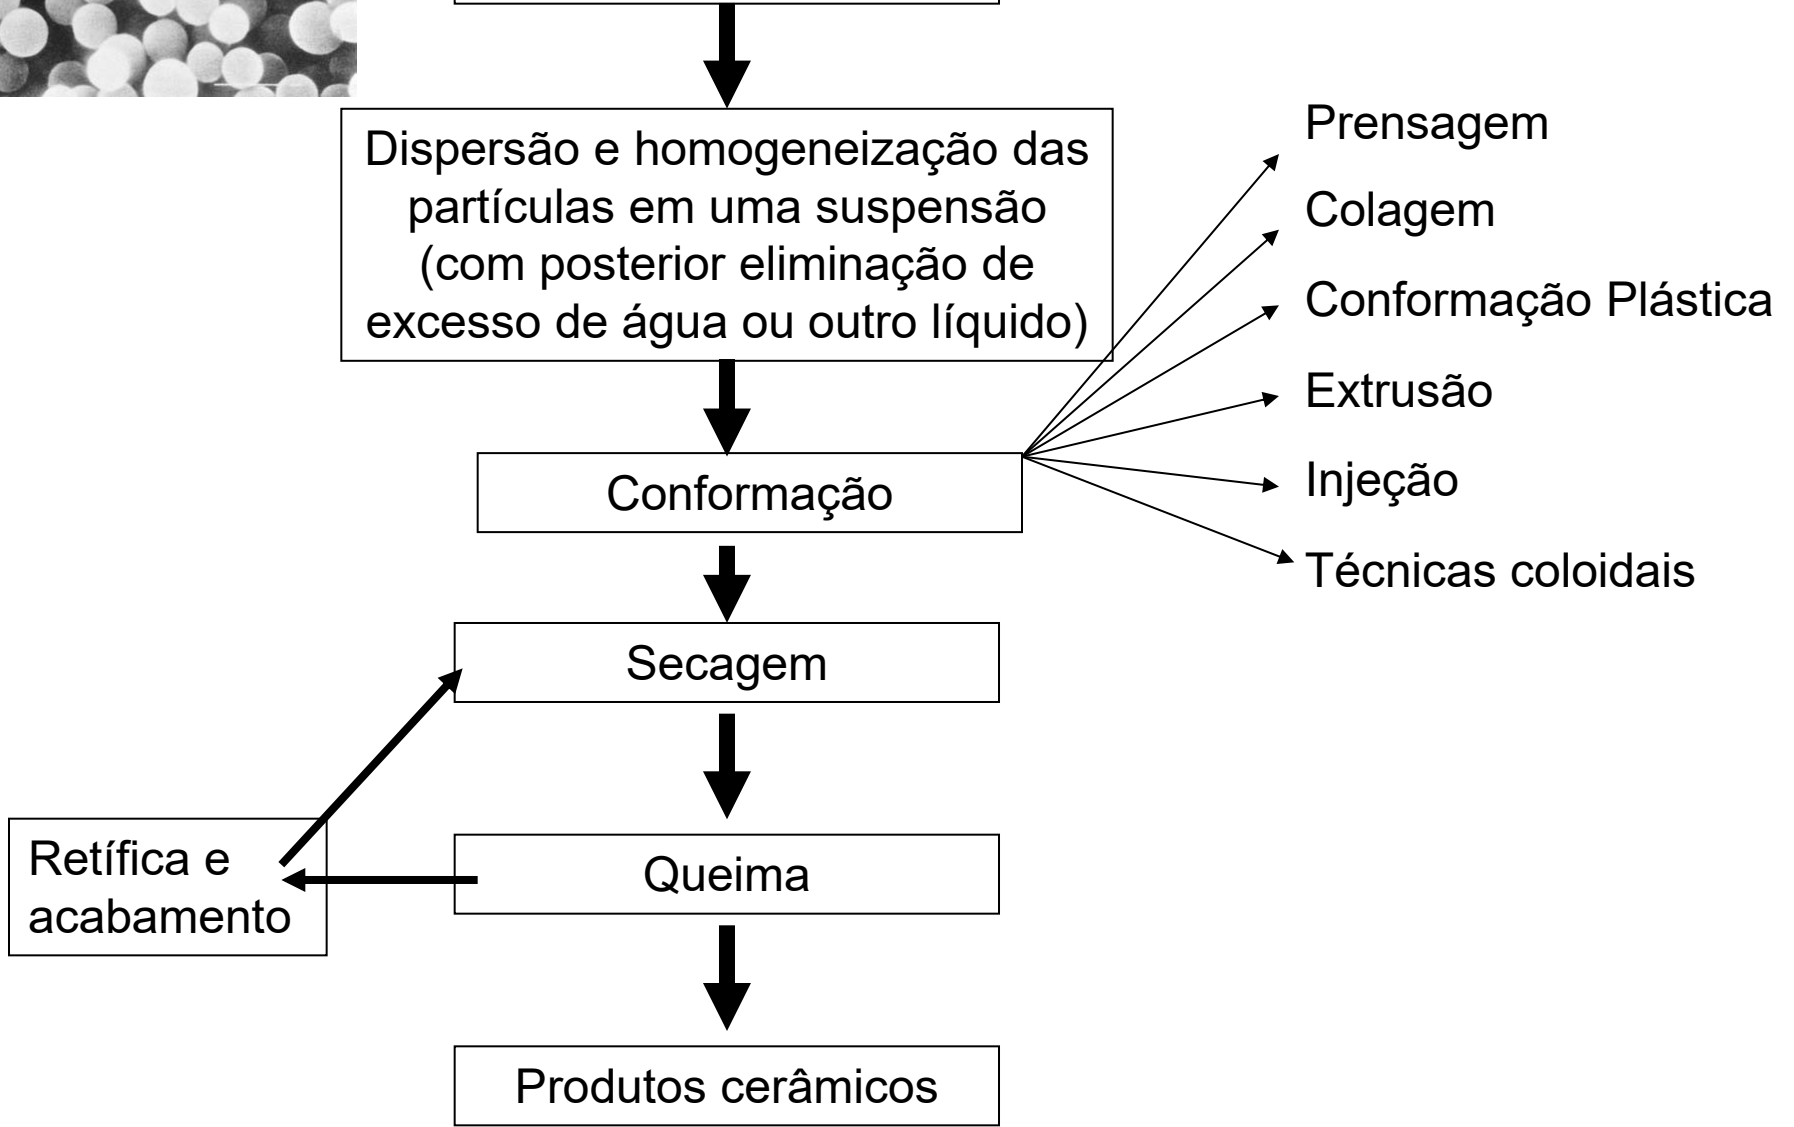 Dispersão e homogeneização das
partículas em uma suspensão
(com posterior eliminação de
excesso de água ou outro líquido)
Prensagem
Colagem
Conformação Plástica
Extrusão
Injeção
Técnicas coloidais
Conformação
Secagem
Retífica e
acabamento
Queima
Produtos cerâmicos